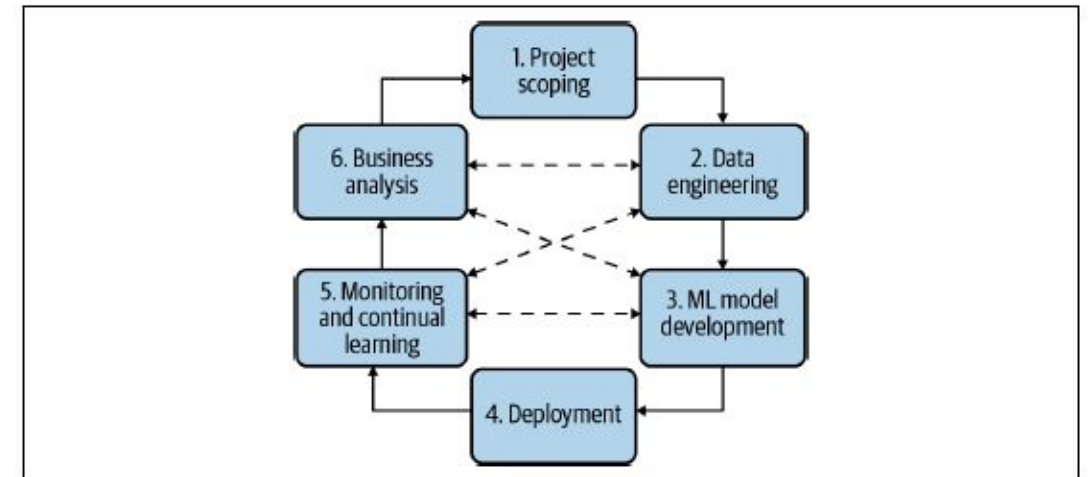 1. Project
scoping
2. Data
engineering
3. ML model
development
4. Deployment
5. Monitoring
and continual
learning
6. Business
analysis